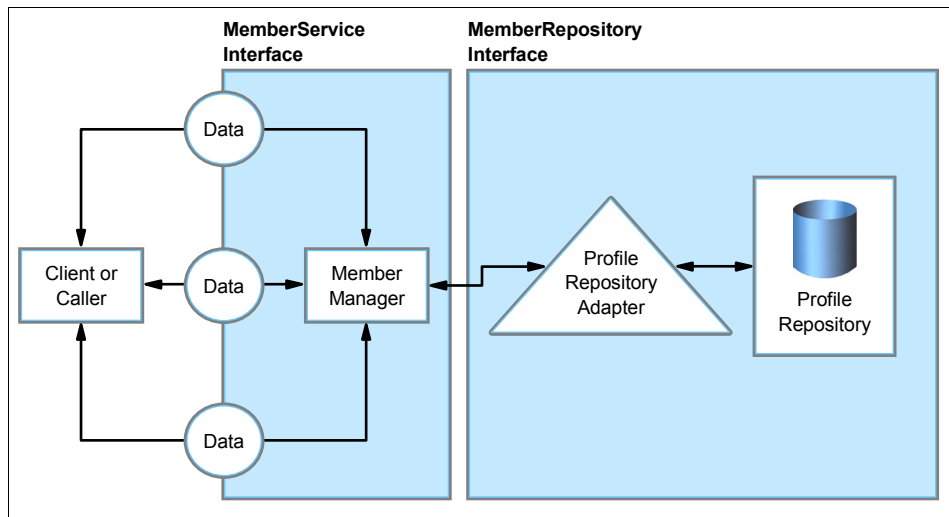 MemberService
Interface
MemberRepository
Interface
Data
Client or
Caller
Data
Member
Manager
Profile
Repository
Adapter
Profile
Repository
Data